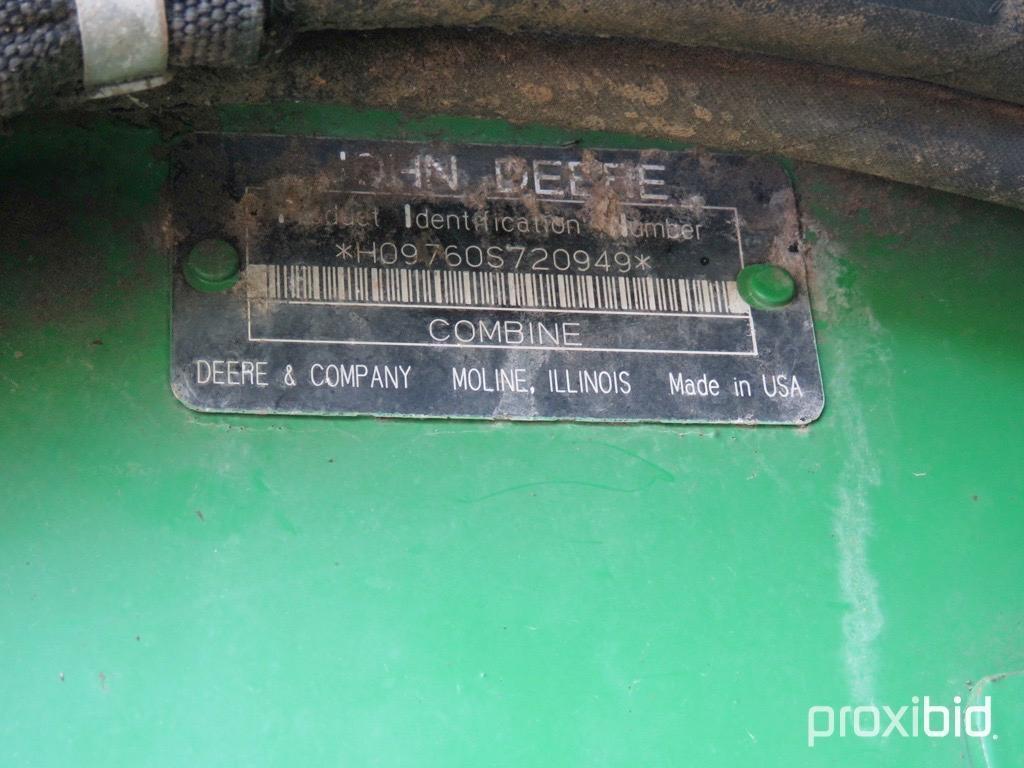 JOHN DEERE
Product Identification Number
*H09760S720949*
COMBINE
DEERE & COMPANY MOLINE, ILLINOIS Made in USA
proxibid.